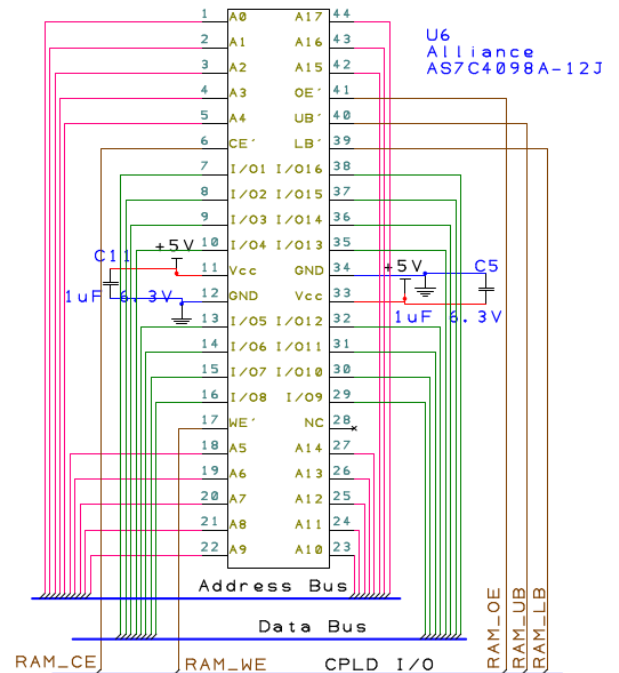 1 A0 A17 44
2 A1 A16 43
3 A2 A15 42
4 A3 OE´ 41
5 A4 UB´ 40
6 CE´ LB´ 39
7 I/O1 I/O16 38
8 I/O2 I/O15 37
9 I/O3 I/O14 36
10 I/O4 I/O13 35
11 Vcc GND 34
12 GND Vcc 33
13 I/O5 I/O12 32
14 I/O6 I/O11 31
15 I/O7 I/O10 30
16 I/O8 I/O9 29
17 WE´ NC 28
18 A5 A14 27
19 A6 A13 26
20 A7 A12 25
21 A8 A11 24
22 A9 A10 23
U6
Alliance
AS7C4098A-12J
C11
+5V
1uF 6.3V
+5V
C5
1uF 6.3V
Address Bus
Data Bus
RAM_CE
RAM_WE
CPLD I/O
RAM_OE
RAM_UB
RAM_LB